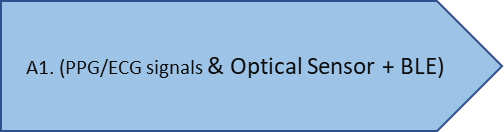 A1. (PPG/ECG signals & Optical Sensor + BLE)